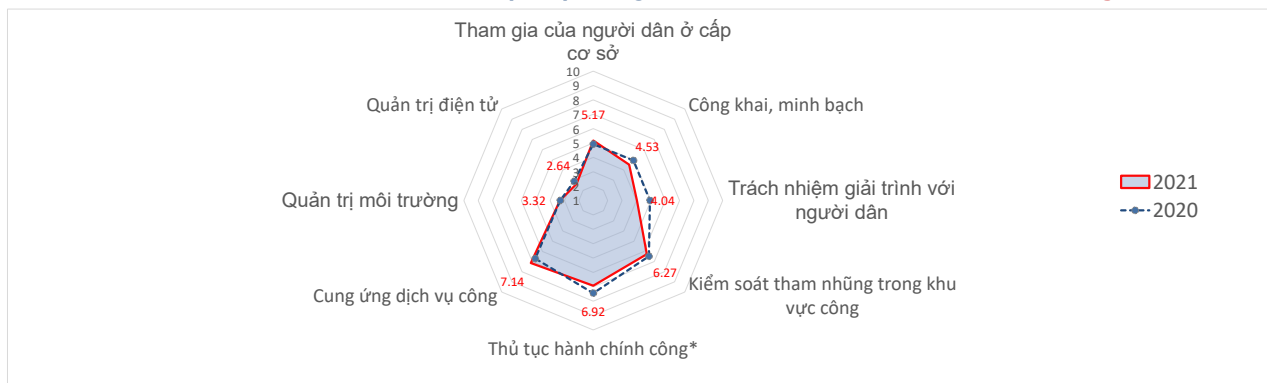 Tham gia của người dân ở cấp
cơ sở
10
9
8
7
6
5
4
3
2
1
5.17
Quản trị điện tử
Công khai, minh bạch
2.64
4.53
Quản trị môi trường
3.32
4.04
Trách nhiệm giải trình với
người dân
2021
2020
Cung ứng dịch vụ công
7.14
6.27
Kiểm soát tham nhũng trong khu
vực công
6.92
Thủ tục hành chính công*